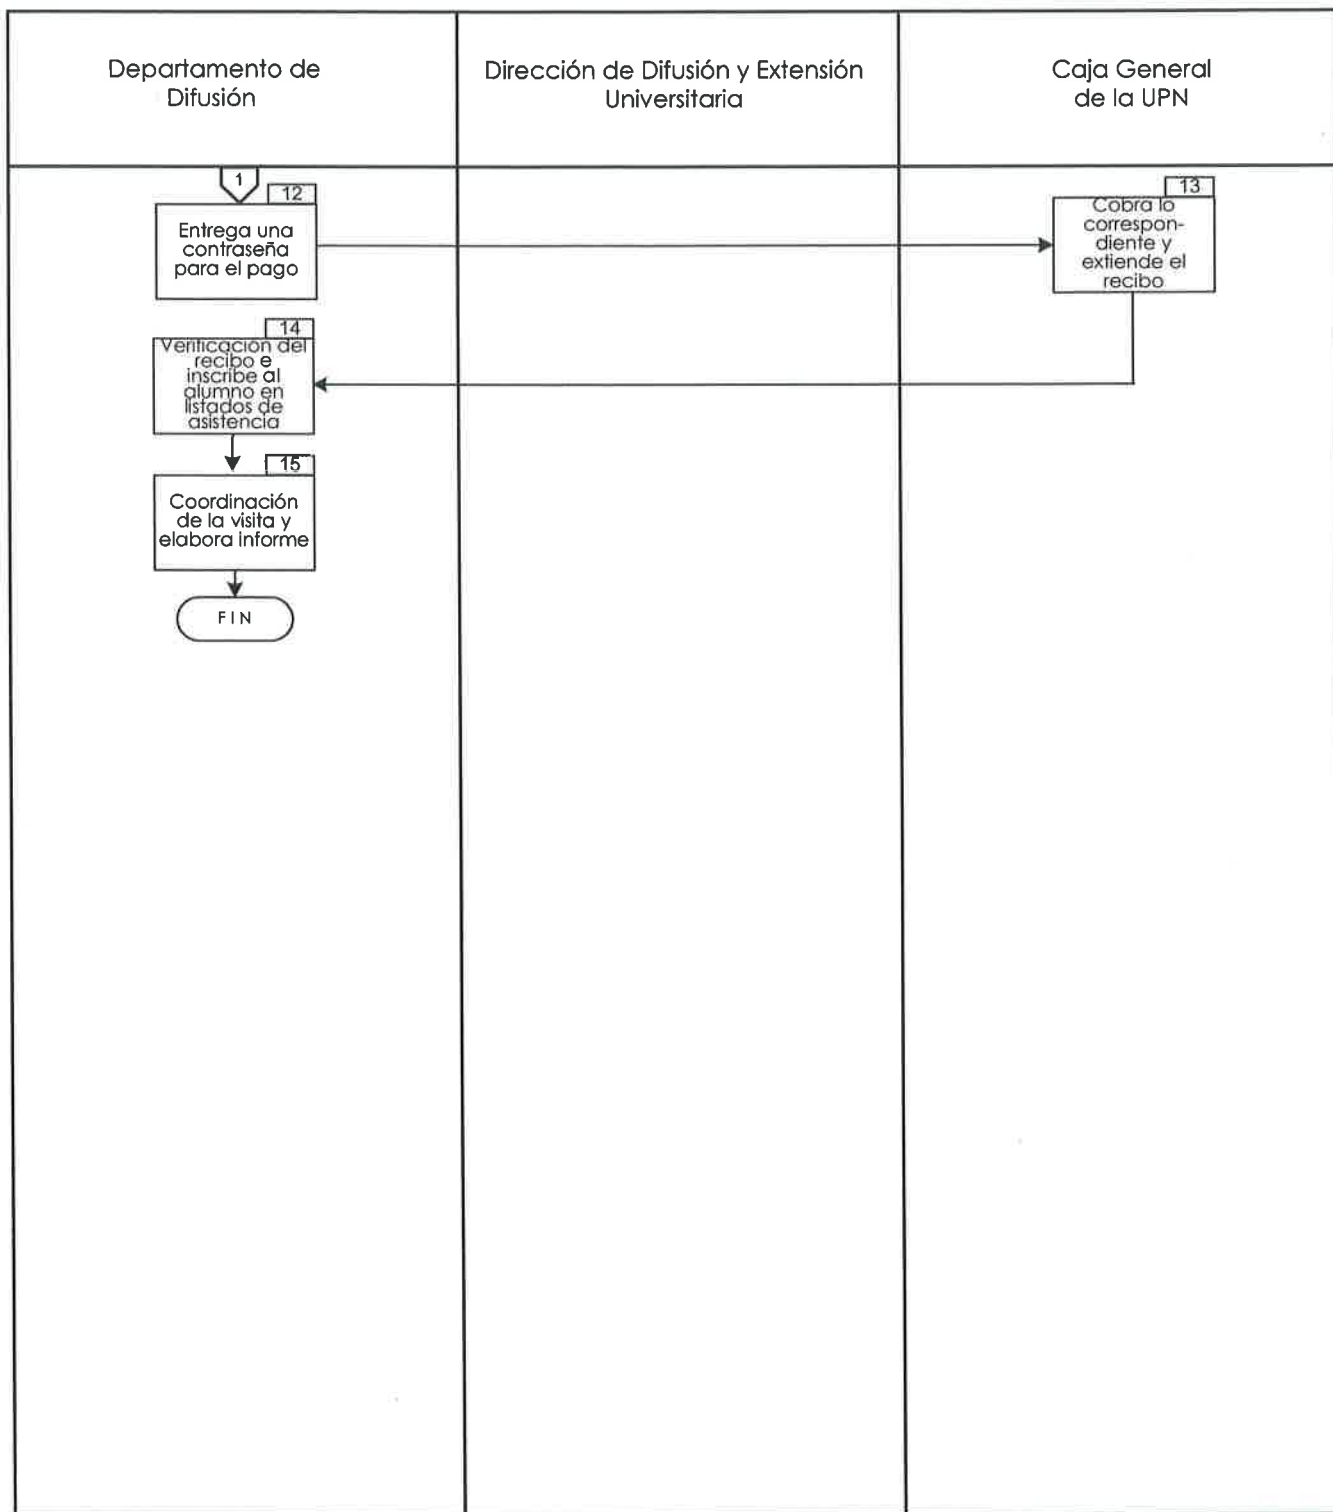 Departamento de
Difusión
Dirección de Difusión y Extensión
Universitaria
Caja General
de la UPN
1
12
Entrega una
contraseña
para el pago
13
Cobra lo
correspon-
diente y
extiende el
recibo
14
Verificación del
recibo e
inscribe al
alumno en
listados de
asistencia
15
Coordinación
de la visita y
elabora informe
FIN